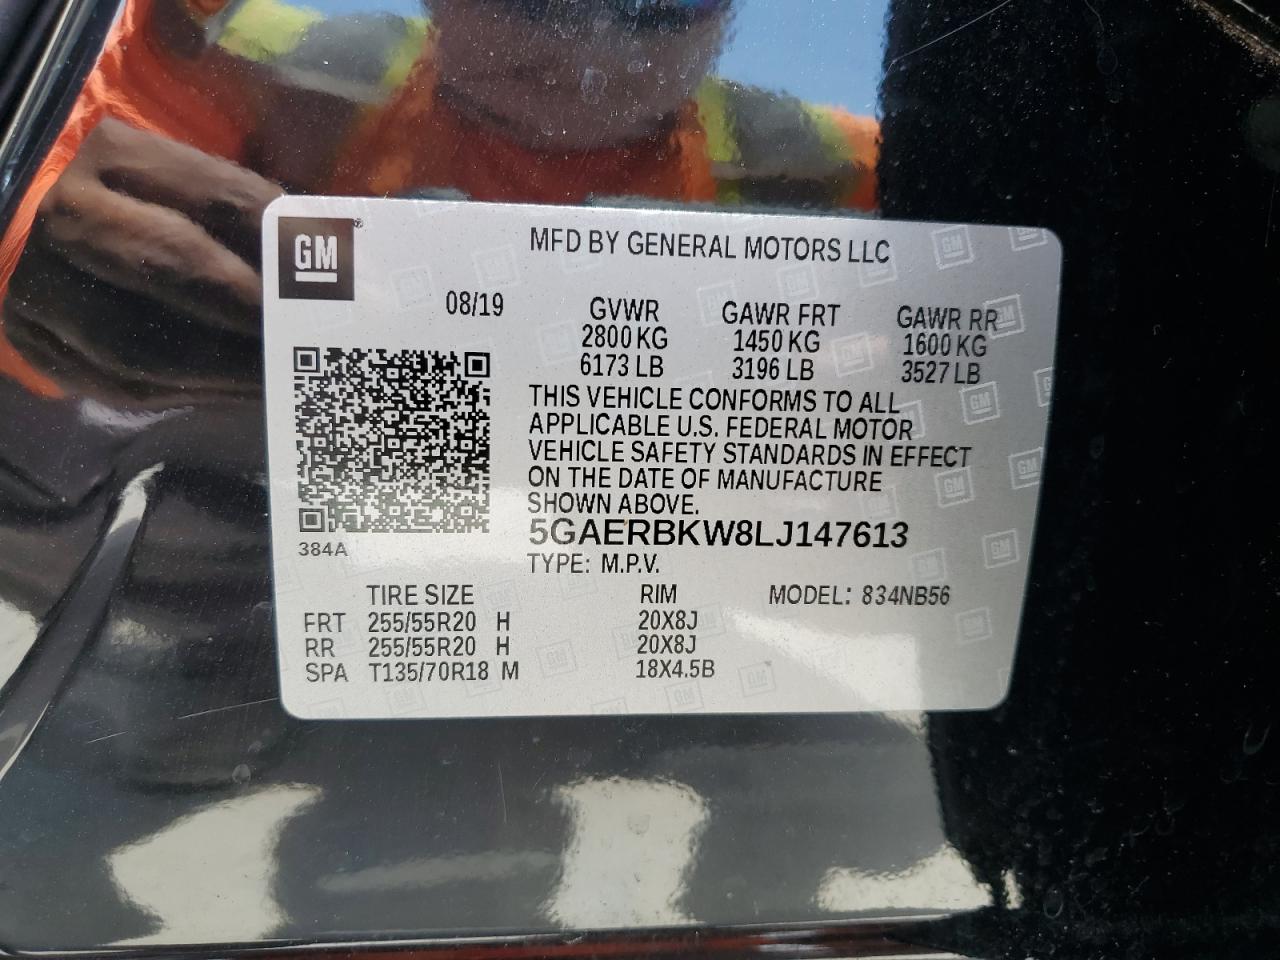 GM ®
MFD BY GENERAL MOTORS LLC
08/19 GVWR GAWR FRT GAWR RR
2800 KG 1450 KG 1600 KG
6173 LB 3196 LB 3527 LB
THIS VEHICLE CONFORMS TO ALL
APPLICABLE U.S. FEDERAL MOTOR
VEHICLE SAFETY STANDARDS IN EFFECT
ON THE DATE OF MANUFACTURE
SHOWN ABOVE.
5GAERBKW8LJ147613
384A
TYPE: M.P.V.
TIRE SIZE RIM MODEL: 834NB56
FRT 255/55R20 H 20X8J
RR 255/55R20 H 20X8J
SPA T135/70R18 M 18X4.5B